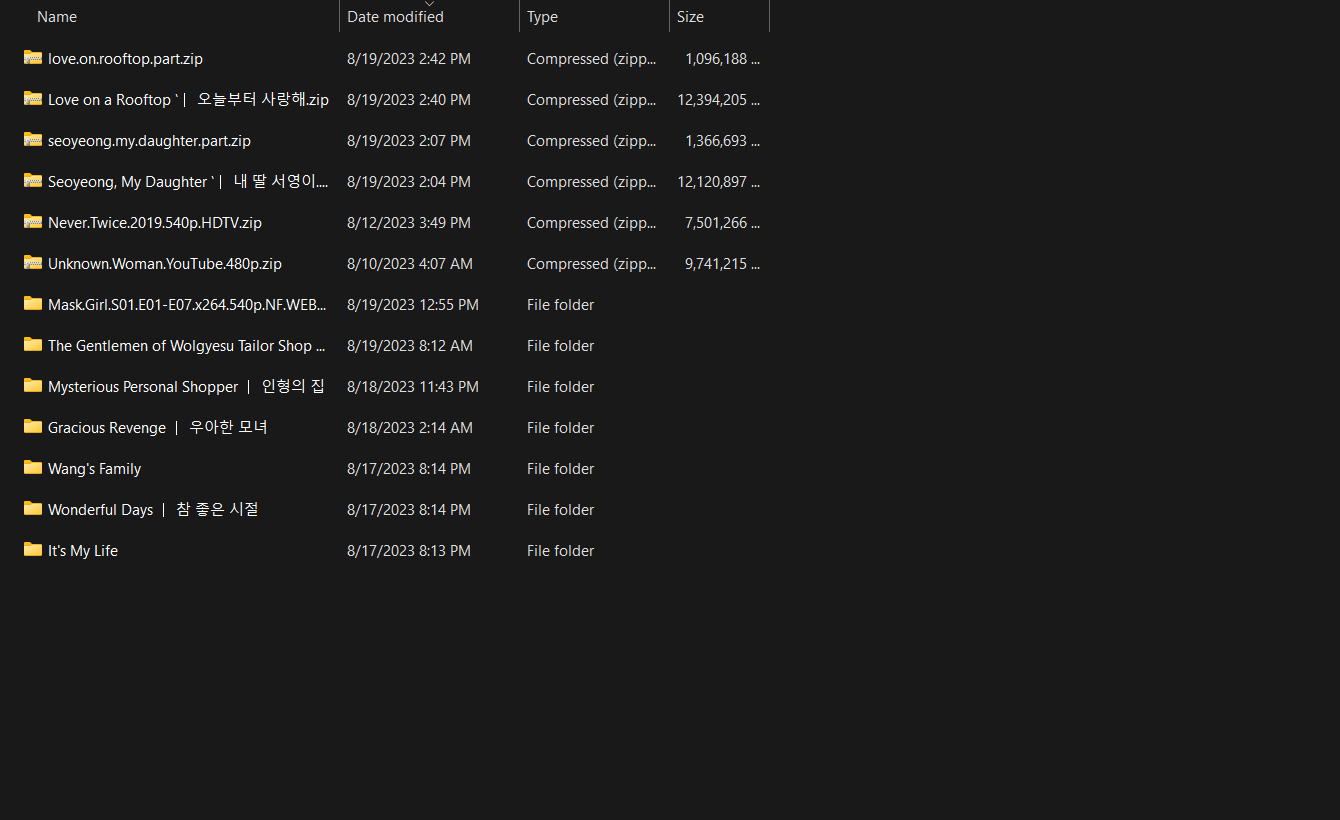 Name Date modified Type Size
love.on.rooftop.part.zip 8/19/2023 2:42 PM Compressed (zipp... 1,096,188 ...
Love on a Rooftop `ㅣ 오늘부터 사랑해.zip 8/19/2023 2:40 PM Compressed (zipp... 12,394,205 ...
seoyeong.my.daughter.part.zip 8/19/2023 2:07 PM Compressed (zipp... 1,366,693 ...
Seoyeong, My Daughter `ㅣ 내 딸 서영이.... 8/19/2023 2:04 PM Compressed (zipp... 12,120,897 ...
Never.Twice.2019.540p.HDTV.zip 8/12/2023 3:49 PM Compressed (zipp... 7,501,266 ...
Unknown.Woman.YouTube.480p.zip 8/10/2023 4:07 AM Compressed (zipp... 9,741,215 ...
Mask.Girl.S01.E01-E07.x264.540p.NF.WEB... 8/19/2023 12:55 PM File folder
The Gentlemen of Wolgyesu Tailor Shop ... 8/19/2023 8:12 AM File folder
Mysterious Personal Shopper ㅣ 인형의 집 8/18/2023 11:43 PM File folder
Gracious Revenge ㅣ 우아한 모녀 8/18/2023 2:14 AM File folder
Wang's Family 8/17/2023 8:14 PM File folder
Wonderful Days ㅣ 참 좋은 시절 8/17/2023 8:14 PM File folder
It's My Life 8/17/2023 8:13 PM File folder